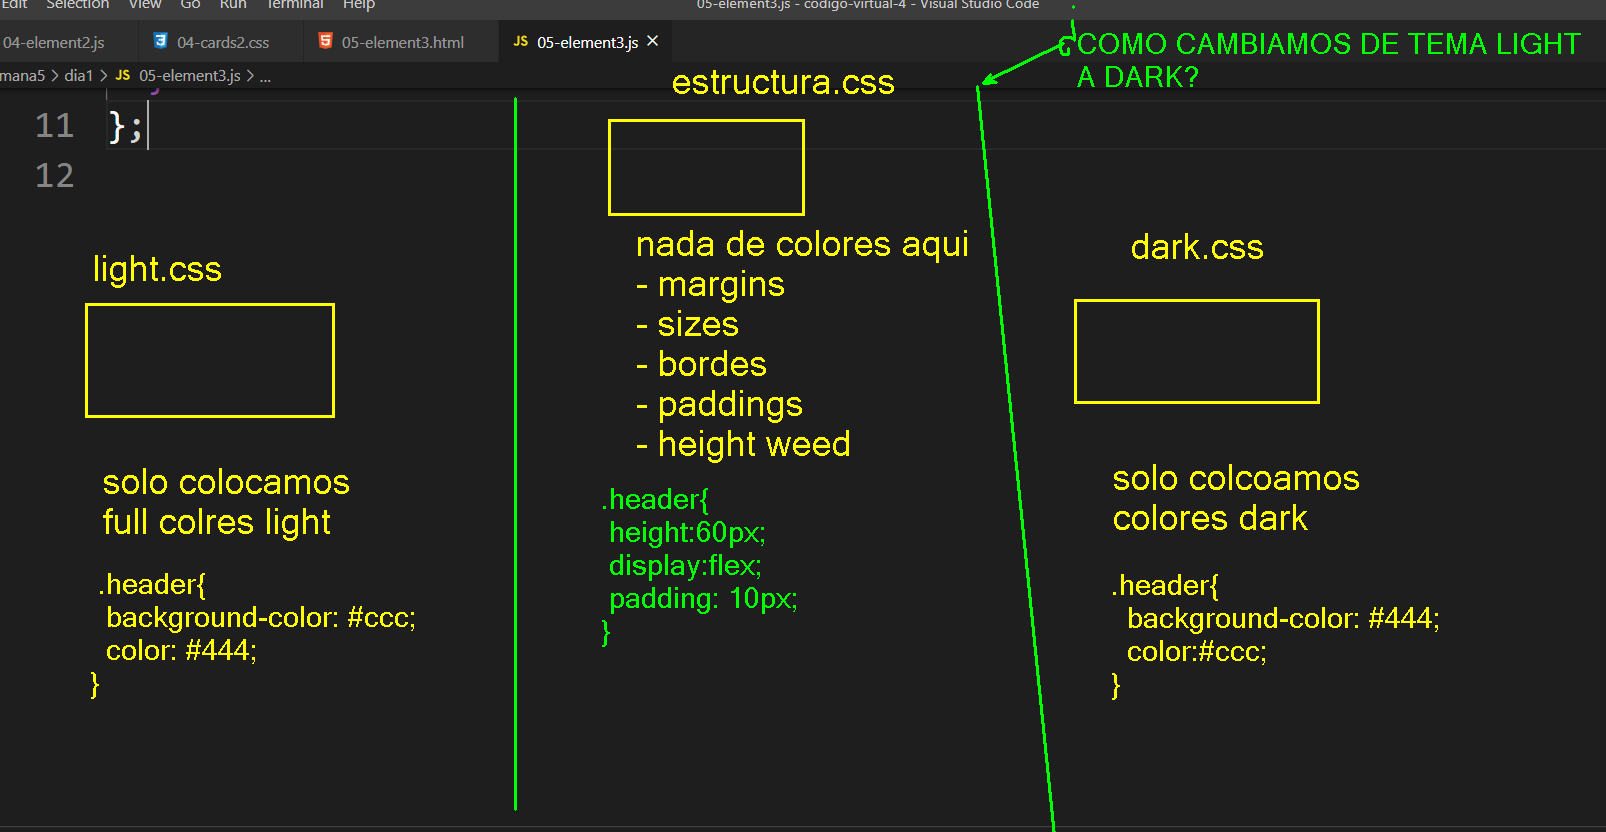 Edit Selection View Go Run Terminal Help 05-element3.js - codigo-virtual-4 - Visual Studio Code
04-element2.js 04-cards2.css 05-element3.html JS 05-element3.js
mana5 > dia1 > JS 05-element3.js > ...
¿COMO CAMBIAMOS DE TEMA LIGHT
A DARK?
11 };
12
light.css
solo colocamos
full colres light
.header{
background-color: #ccc;
color: #444;
}
estructura.css
nada de colores aqui
- margins
- sizes
- bordes
- paddings
- height weed
.header{
height:60px;
display:flex;
padding: 10px;
}
dark.css
solo colcoamos
colores dark
.header{
background-color: #444;
color:#ccc;
}